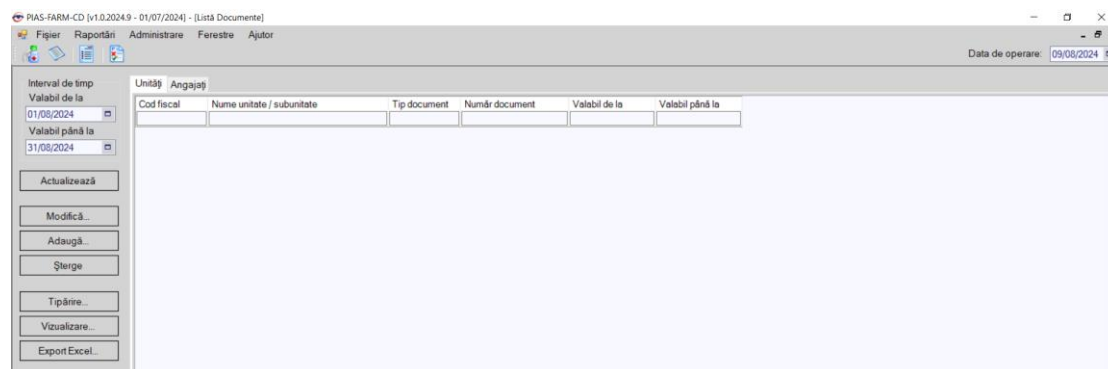 PIAS-FARM-CD [v1.0.2024.9 - 01/07/2024] - [Listă Documente]
Fişier Raportări Administrare Ferestre Ajutor
Data de operare: 09/08/2024
Interval de timp
Valabil de la
01/08/2024
Valabil până la
31/08/2024
Actualizează
Modifică...
Adaugă...
Şterge
Tipărire...
Vizualizare...
Export Excel...
Unităţi Angajaţi
Cod fiscal Nume unitate / subunitate Tip document Număr document Valabil de la Valabil până la